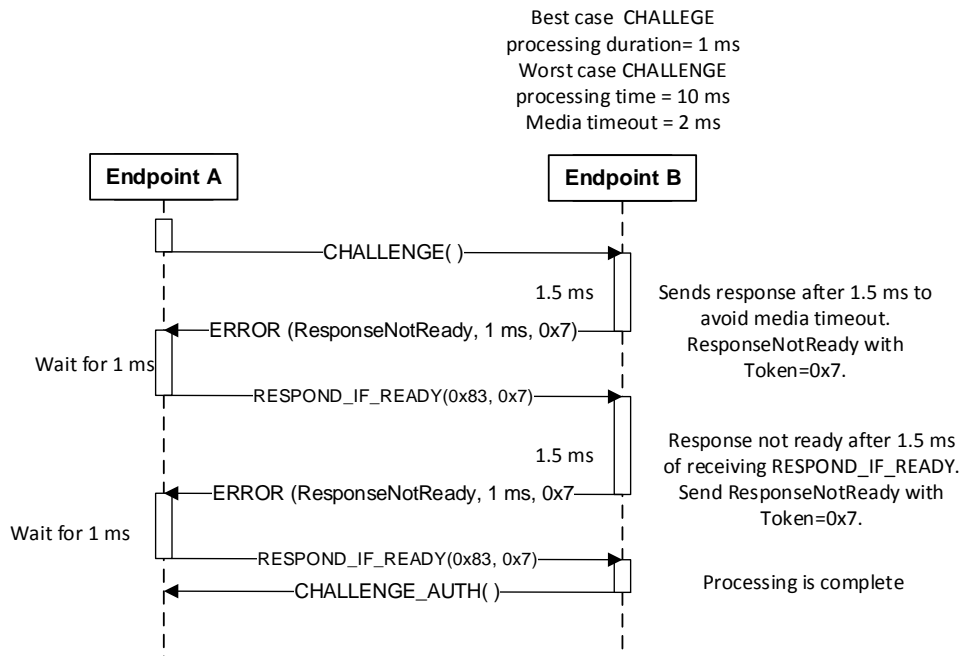 Best case  CHALLEGE
processing duration= 1 ms
Worst case CHALLENGE
processing time = 10 ms
Media timeout = 2 ms
Endpoint A
Endpoint B
CHALLENGE( )
1.5 ms
Sends response after 1.5 ms to
avoid media timeout.
ResponseNotReady with
Token=0x7.
ERROR (ResponseNotReady, 1 ms, 0x7)
Wait for 1 ms
RESPOND_IF_READY(0x83, 0x7)
1.5 ms
Response not ready after 1.5 ms
of receiving RESPOND_IF_READY.
Send ResponseNotReady with
Token=0x7.
ERROR (ResponseNotReady, 1 ms, 0x7
Wait for 1 ms
RESPOND_IF_READY(0x83, 0x7)
Processing is complete
CHALLENGE_AUTH( )